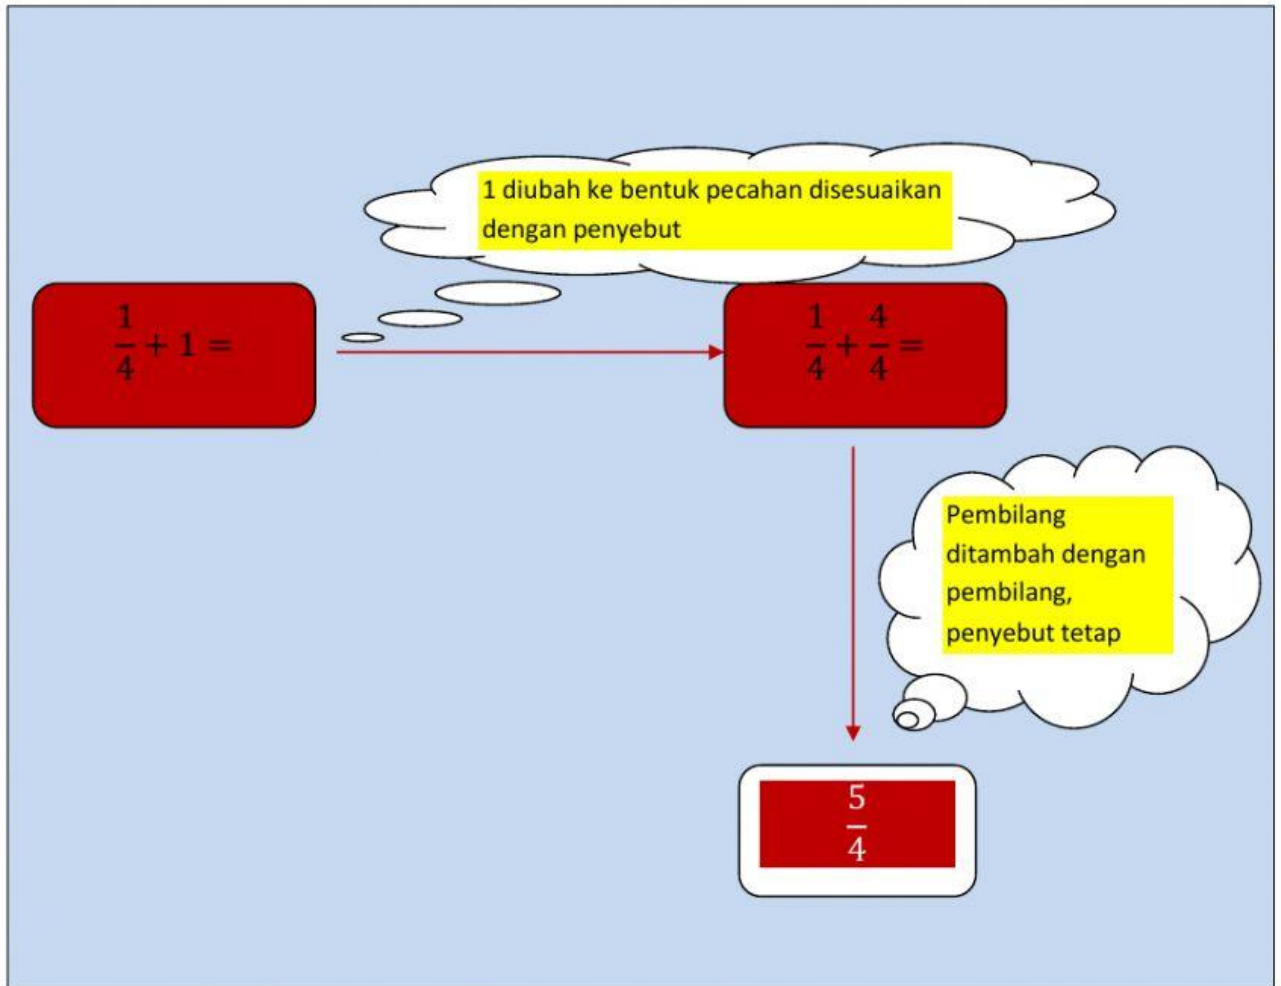 1 diubah ke bentuk pecahan disesuaikan
dengan penyebut
1/4 + 1 =
1/4 + 4/4 =
Pembilang
ditambah dengan
pembilang,
penyebut tetap
5/4